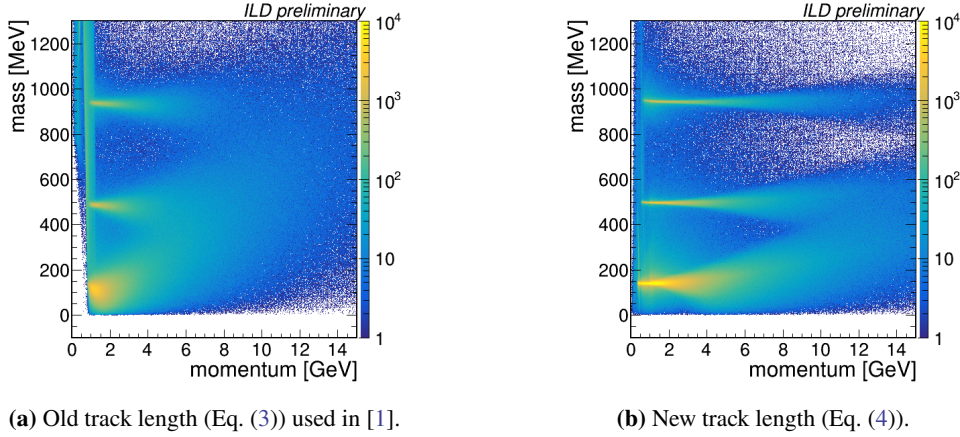 ILD preliminary
mass [MeV]
1200
1000
800
600
400
200
0
0 2 4 6 8 10 12 14
momentum [GeV]
10⁴
10³
10²
10
1
(a) Old track length (Eq. (3)) used in [1].
ILD preliminary
mass [MeV]
1200
1000
800
600
400
200
0
0 2 4 6 8 10 12 14
momentum [GeV]
10⁴
10³
10²
10
1
(b) New track length (Eq. (4)).